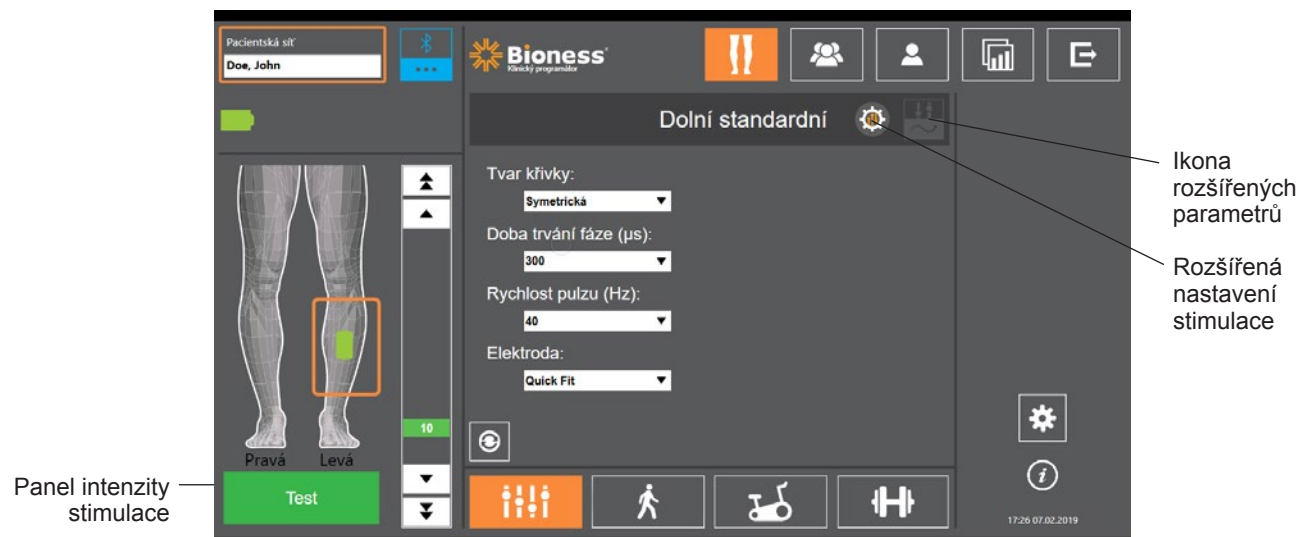 Pacientská síť
Doe, John
Bioness
Klinický programátor
Dolní standardní
Tvar křivky:
Symetrická
Doba trvání fáze (µs):
300
Rychlost pulzu (Hz):
40
Elektroda:
Quick Fit
10
Pravá
Levá
Test
17:26 07.02.2019
Ikona
rozšířených
parametrů
Rozšířená
nastavení
stimulace
Panel intenzity
stimulace